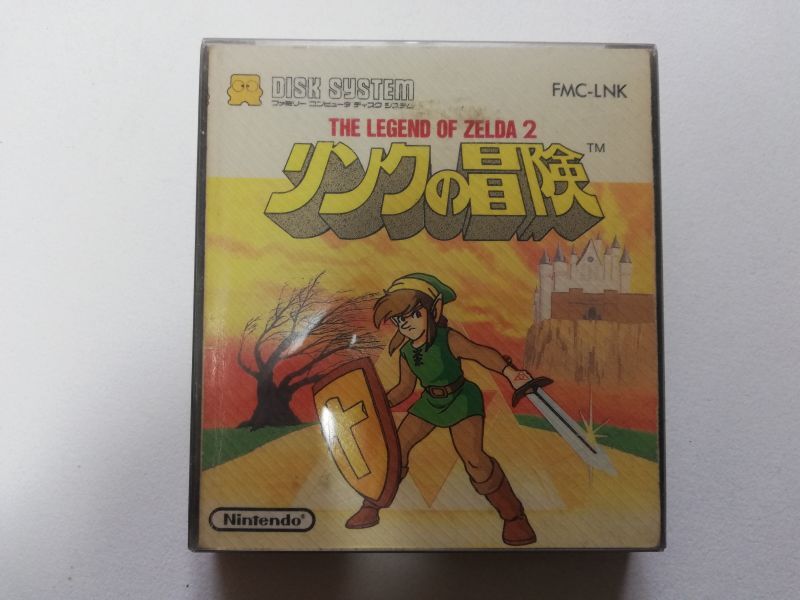 DISK SYSTEM
ファミリー コンピュータ ディスク システム
FMC-LNK
THE LEGEND OF ZELDA 2
リンクの冒険™
Nintendo®